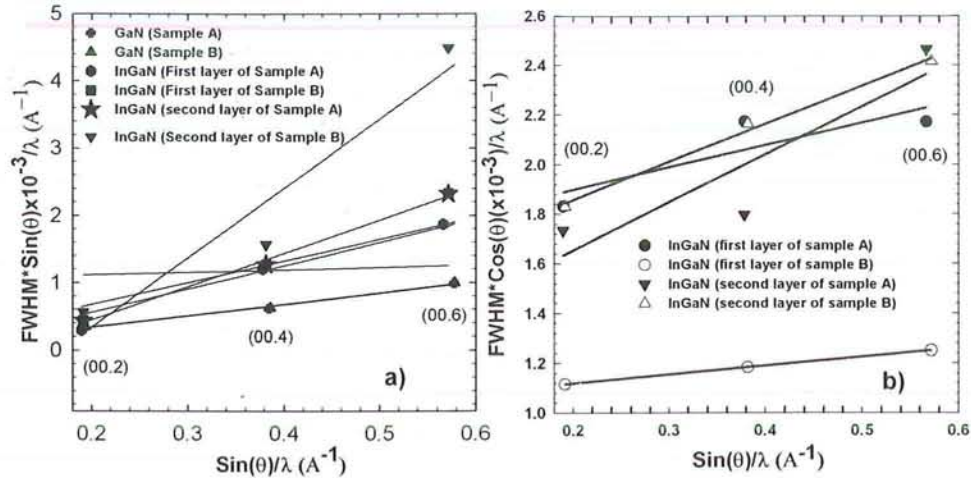 FWHM*Sin(θ)x10⁻³/λ (A⁻¹)
5
4
3
2
1
0
GaN (Sample A)
GaN (Sample B)
InGaN (First layer of Sample A)
InGaN (First layer of Sample B)
InGaN (second layer of Sample A)
InGaN (Second layer of Sample B)
(00.2)
(00.4)
(00.6)
a)
0.2 0.3 0.4 0.5 0.6
Sin(θ)/λ (A⁻¹)
FWHM*Cos(θ)(x10⁻³)/λ (A⁻¹)
2.6
2.4
2.2
2.0
1.8
1.6
1.4
1.2
1.0
(00.2)
(00.4)
(00.6)
InGaN (first layer of sample A)
InGaN (first layer of sample B)
InGaN (second layer of sample A)
InGaN (second layer of sample B)
b)
0.2 0.3 0.4 0.5 0.6
Sin(θ)/λ (A⁻¹)